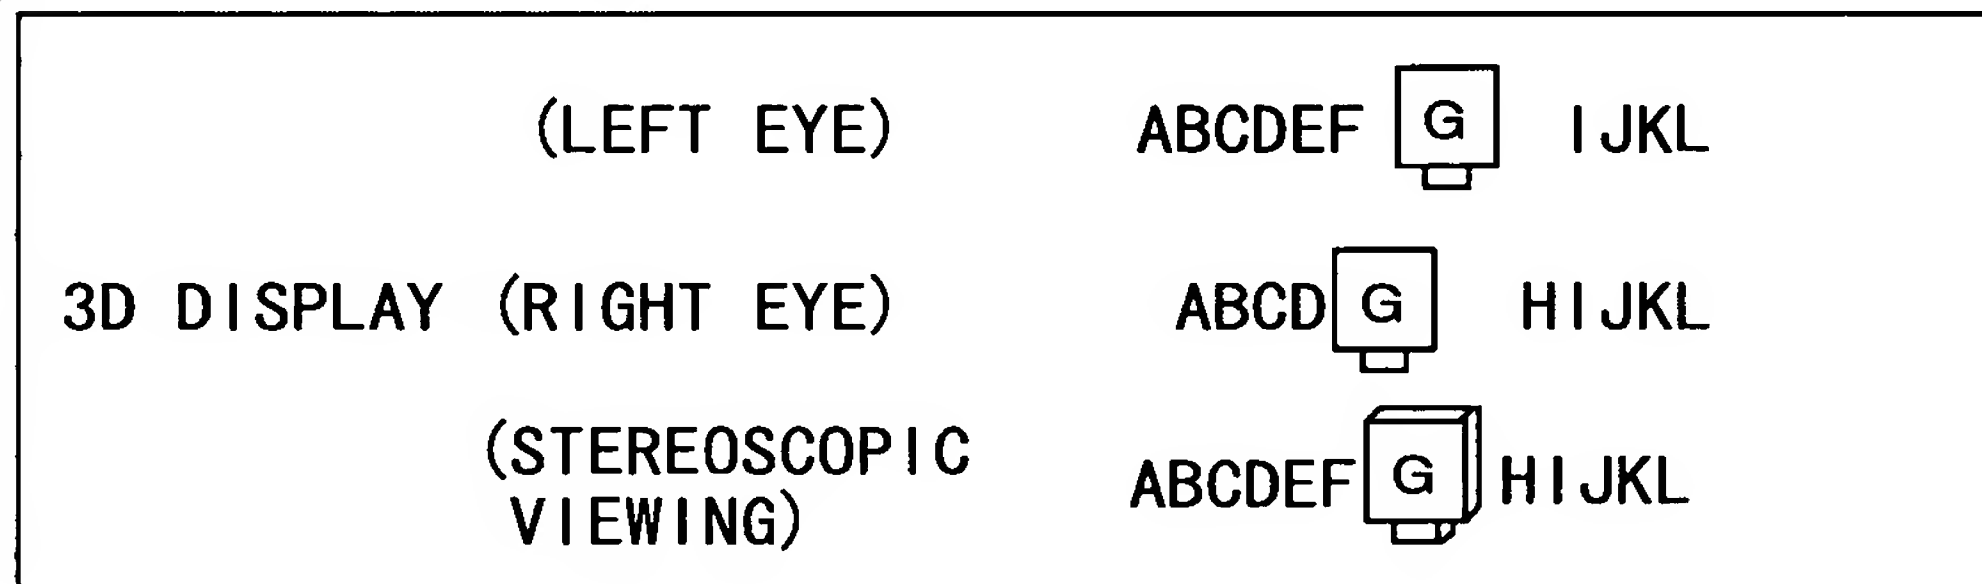 (LEFT EYE) ABCDEF G IJKL
3D DISPLAY (RIGHT EYE) ABCD G HIJKL
(STEREOSCOPIC
VIEWING) ABCDEF G HIJKL